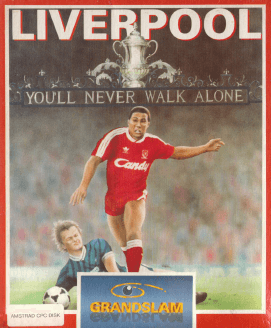 LIVERPOOL
YOU'LL NEVER WALK ALONE
Candy
GRANDSLAM
AMSTRAD CPC DISK